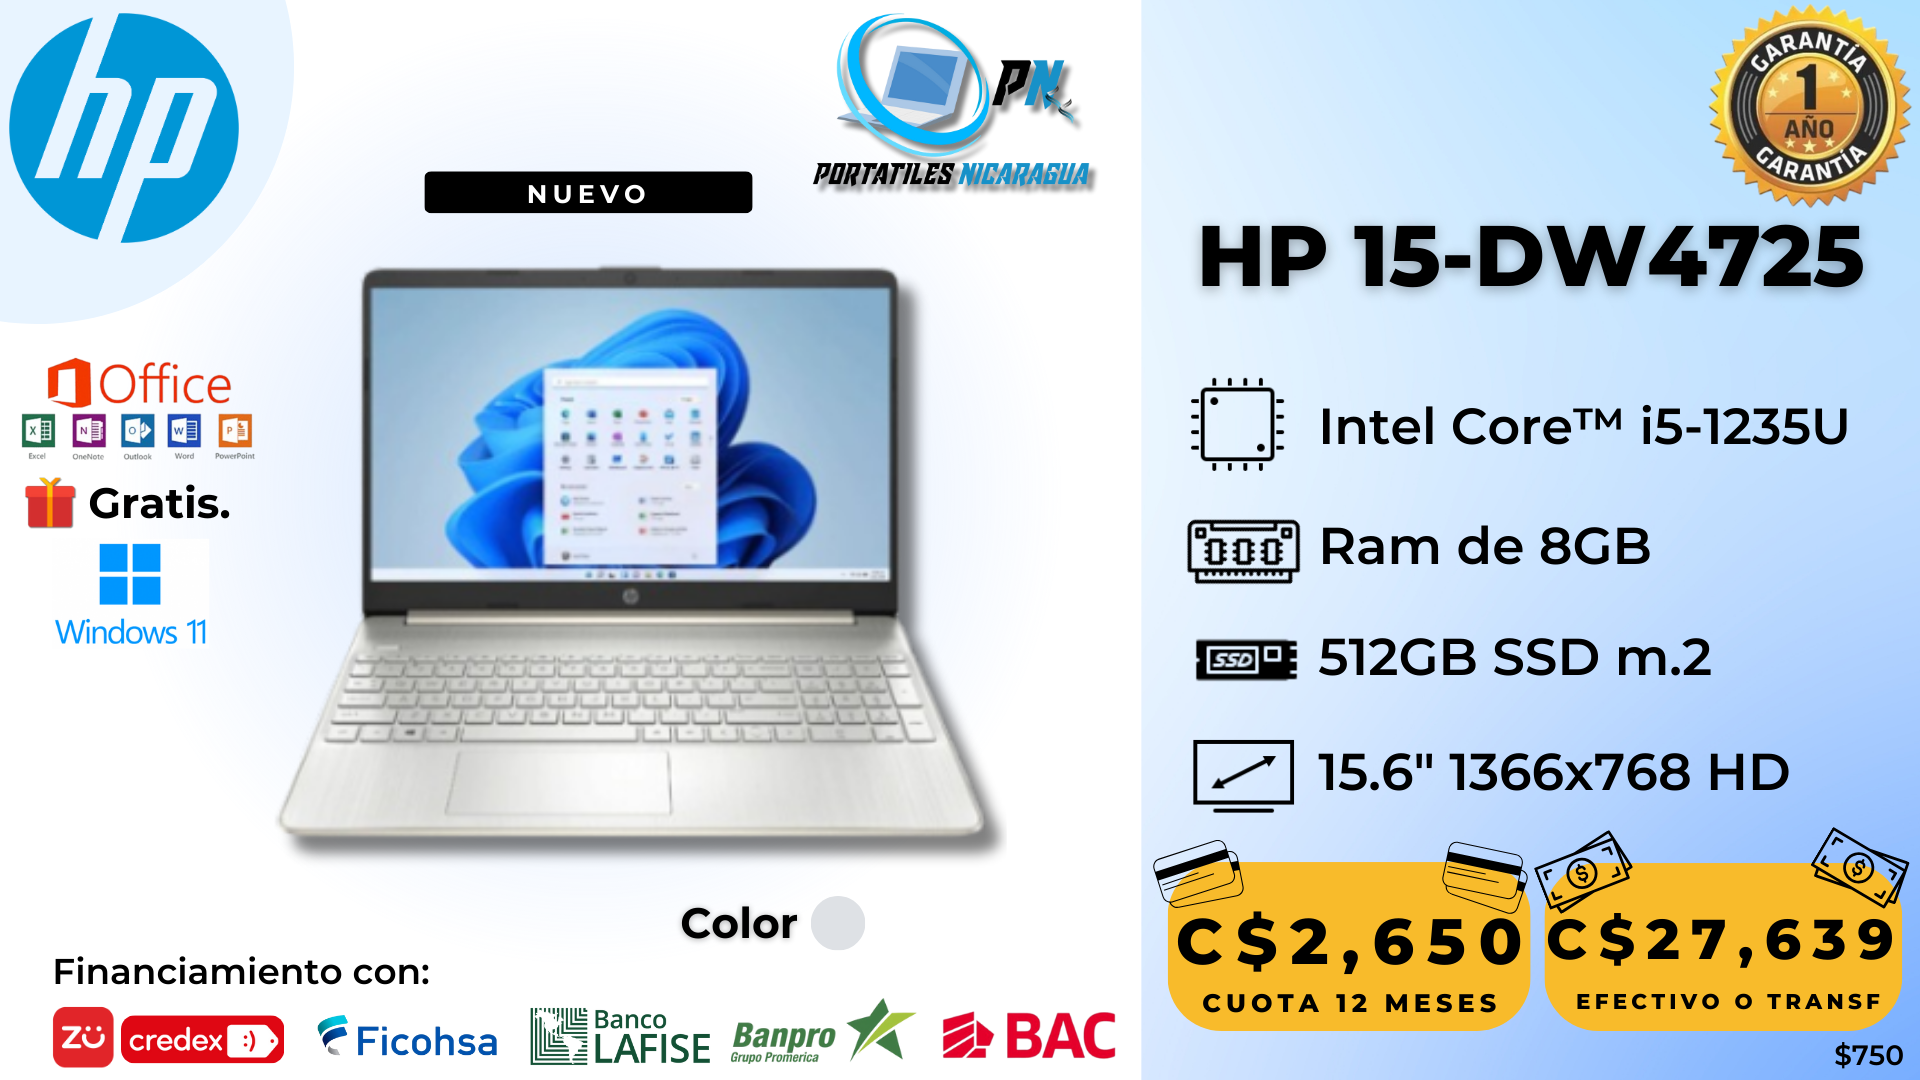 hp
PN
PORTATILES NICARAGUA
NUEVO
Office
Excel OneNote Outlook Word PowerPoint
Gratis.
Windows 11
Color
Financiamiento con:
ZU credex :) Ficohsa Banco LAFISE Banpro Grupo Promerica BAC
GARANTÍA
1
AÑO
GARANTÍA
HP 15-DW4725
Intel Core™ i5-1235U
Ram de 8GB
SSD 512GB SSD m.2
15.6" 1366x768 HD
C$2,650
CUOTA 12 MESES
C$27,639
EFECTIVO O TRANSF
$750